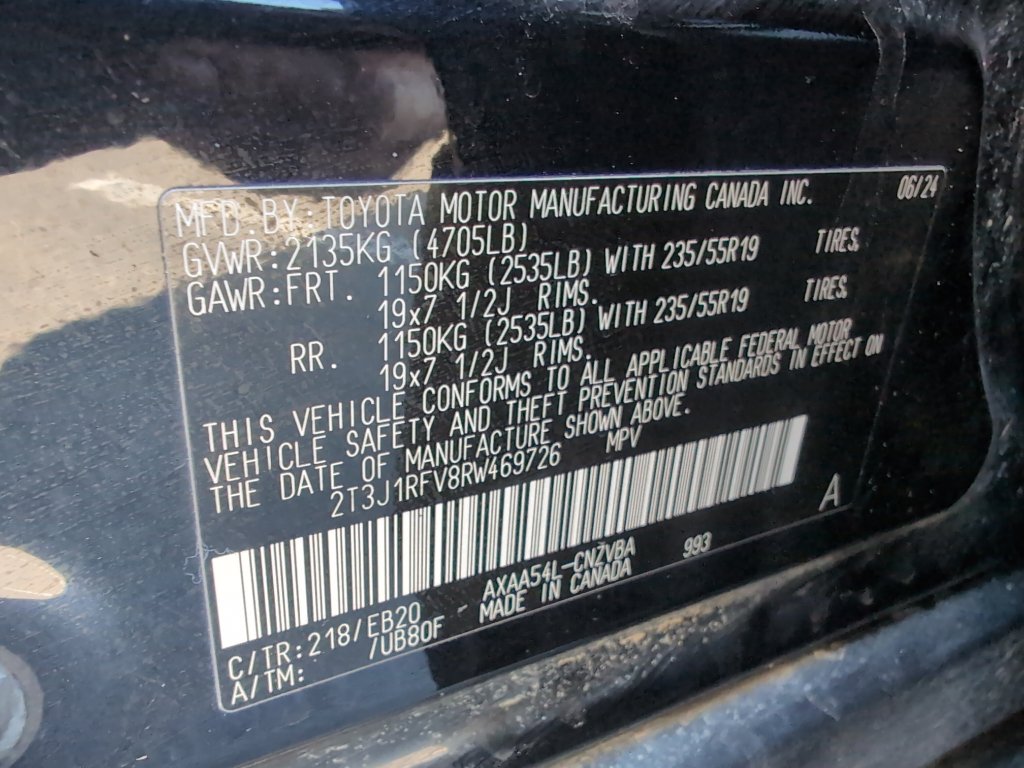 MFD. BY: TOYOTA MOTOR MANUFACTURING CANADA INC. 06/24
GVWR: 2135KG (4705LB)
GAWR: FRT. 1150KG (2535LB) WITH 235/55R19 TIRES,
19x7 1/2J RIMS.
RR. 1150KG (2535LB) WITH 235/55R19 TIRES,
19x7 1/2J RIMS.
THIS VEHICLE CONFORMS TO ALL APPLICABLE FEDERAL MOTOR
VEHICLE SAFETY AND THEFT PREVENTION STANDARDS IN EFFECT ON
THE DATE OF MANUFACTURE SHOWN ABOVE.
2T3J1RFV8RW469726 MPV
A
C/TR: 218/EB20 - AXAA54L-CNZVBA 993
A/TM: /UB80F MADE IN CANADA